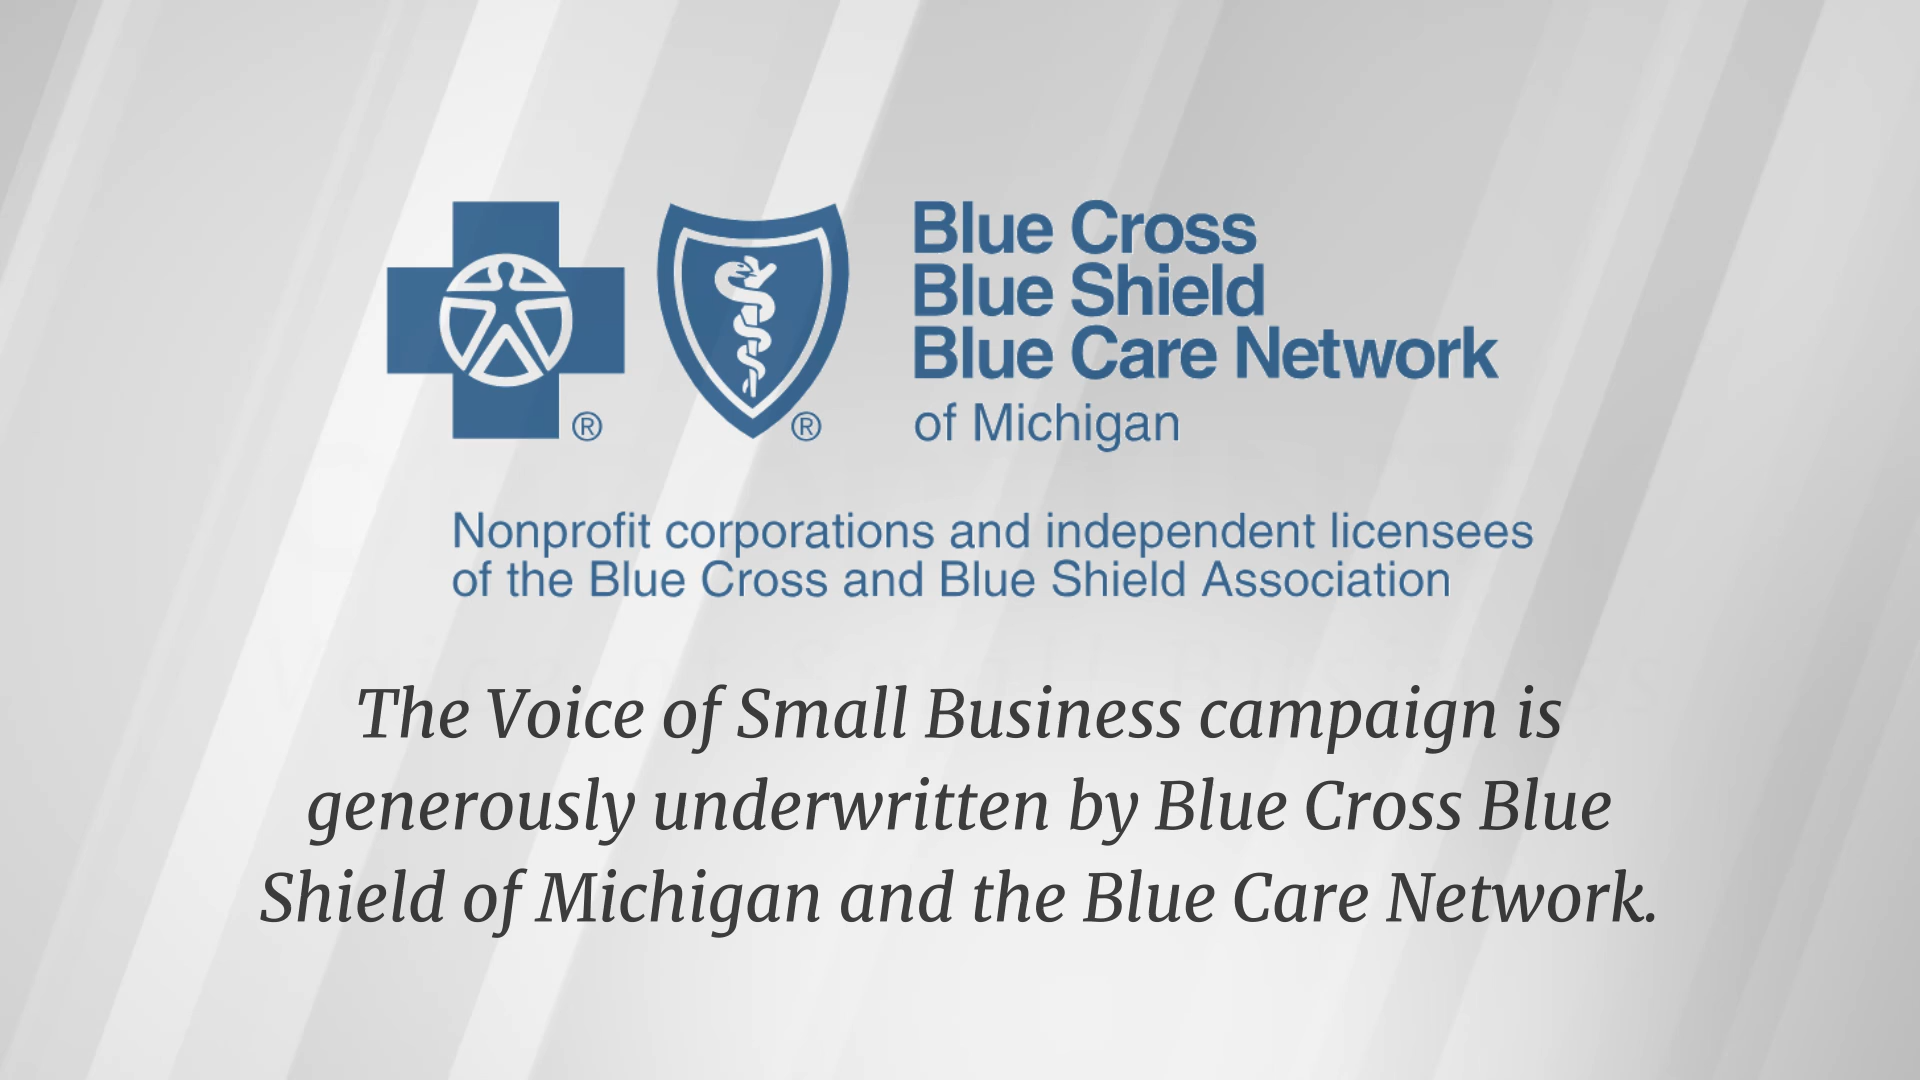 Blue Cross
Blue Shield
Blue Care Network
of Michigan
® ®
Nonprofit corporations and independent licensees
of the Blue Cross and Blue Shield Association
The Voice of Small Business campaign is
generously underwritten by Blue Cross Blue
Shield of Michigan and the Blue Care Network.